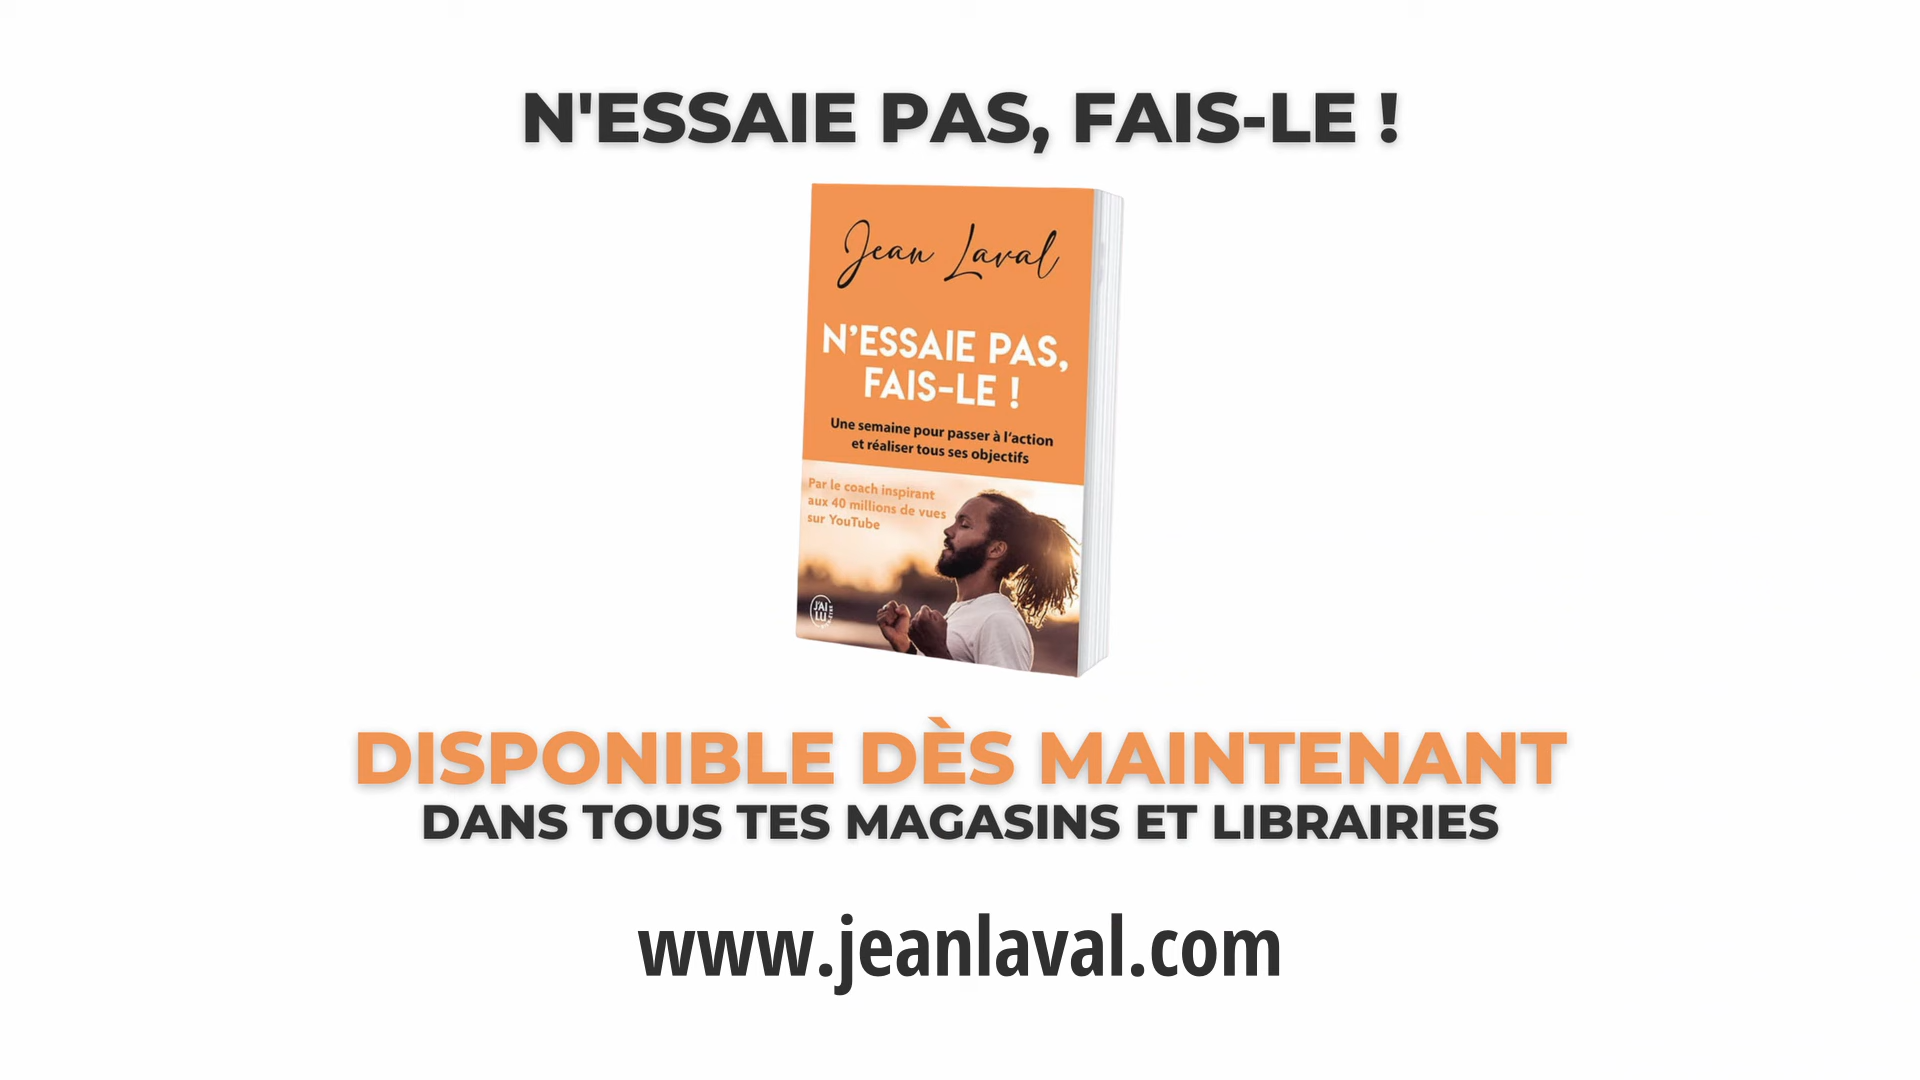 N'ESSAIE PAS, FAIS-LE !
Jean Laval
N'ESSAIE PAS,
FAIS-LE !
Une semaine pour passer à l'action
et réaliser tous ses objectifs
Par le coach inspirant
aux 40 millions de vues
sur YouTube
J'AI
LU
DISPONIBLE DÈS MAINTENANT
DANS TOUS TES MAGASINS ET LIBRAIRIES
www.jeanlaval.com